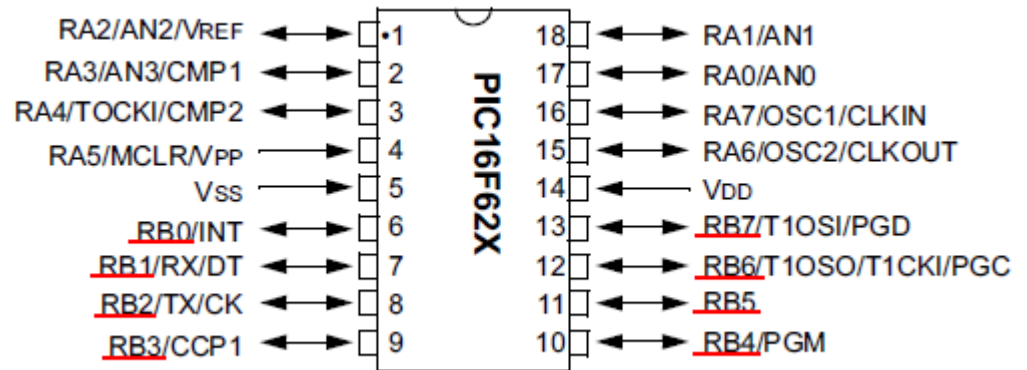 RA2/AN2/VREF •1 18 RA1/AN1
RA3/AN3/CMP1 2 17 RA0/AN0
RA4/TOCKI/CMP2 3 16 RA7/OSC1/CLKIN
RA5/MCLR/VPP 4 15 RA6/OSC2/CLKOUT
VSS 5 14 VDD
RB0/INT 6 13 RB7/T1OSI/PGD
RB1/RX/DT 7 12 RB6/T1OSO/T1CKI/PGC
RB2/TX/CK 8 11 RB5
RB3/CCP1 9 10 RB4/PGM
PIC16F62X